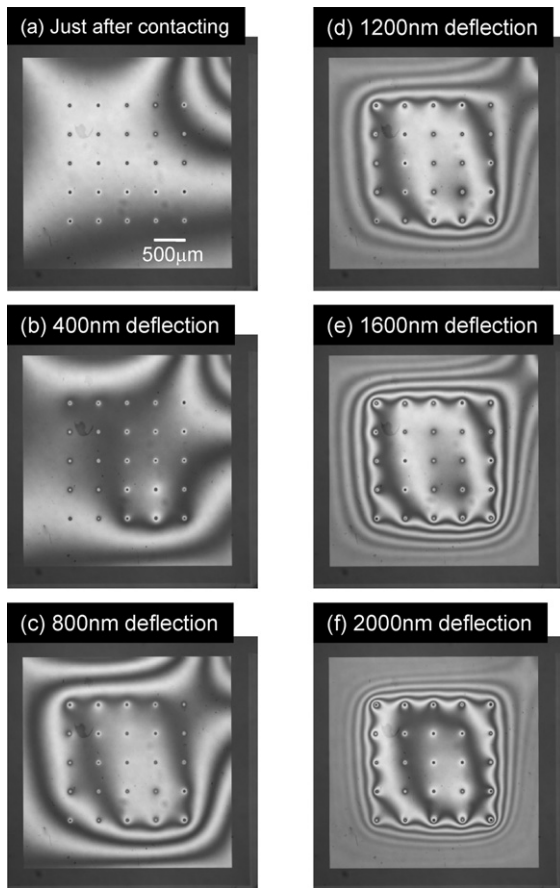 (a) Just after contacting
500μm
(b) 400nm deflection
(c) 800nm deflection
(d) 1200nm deflection
(e) 1600nm deflection
(f) 2000nm deflection